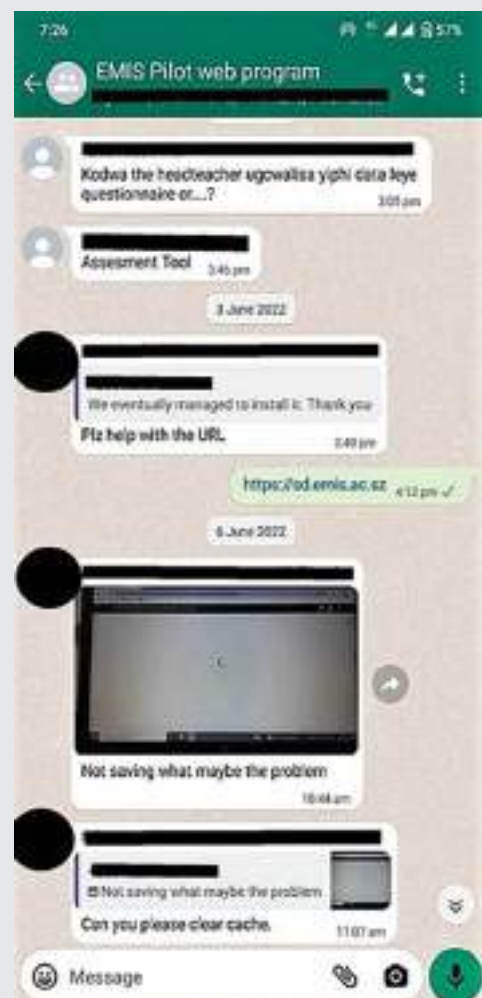 7:26
57%
EMIS Pilot web program
Kodwa the headteacher ugowalisa yiphi data leye
questionnaire or....?
3:05 pm
Assesment Tool
3:46 pm
3 June 2022
We eventually managed to install it. Thank you
Plz help with the URL
3:49 pm
https://sd.emis.ac.sz
4:12 pm
6 June 2022
Not saving what maybe the problem
10:44 am
Not saving what maybe the problem
Can you please clear cache.
11:07 am
Message